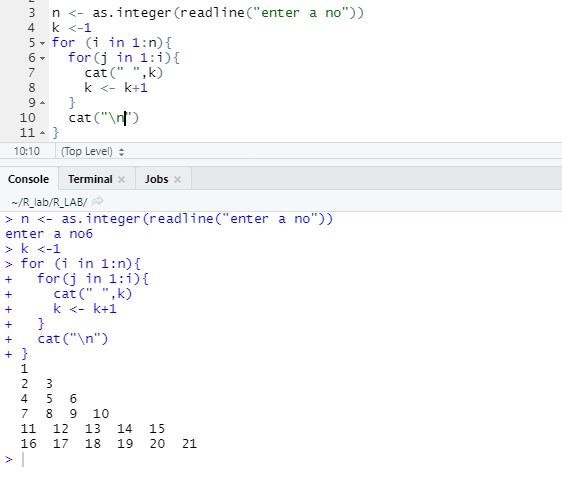 3 n <- as.integer(readline("enter a no"))
4 k <-1
5 for (i in 1:n){
6 for(j in 1:i){
7 cat(" ",k)
8 k <- k+1
9 }
10 cat("\n")
11 }
10:10 (Top Level)
Console Terminal × Jobs ×
~/R_lab/R_LAB/
> n <- as.integer(readline("enter a no"))
enter a no6
> k <-1
> for (i in 1:n){
+ for(j in 1:i){
+ cat(" ",k)
+ k <- k+1
+ }
+ cat("\n")
+ }
1
2 3
4 5 6
7 8 9 10
11 12 13 14 15
16 17 18 19 20 21
>